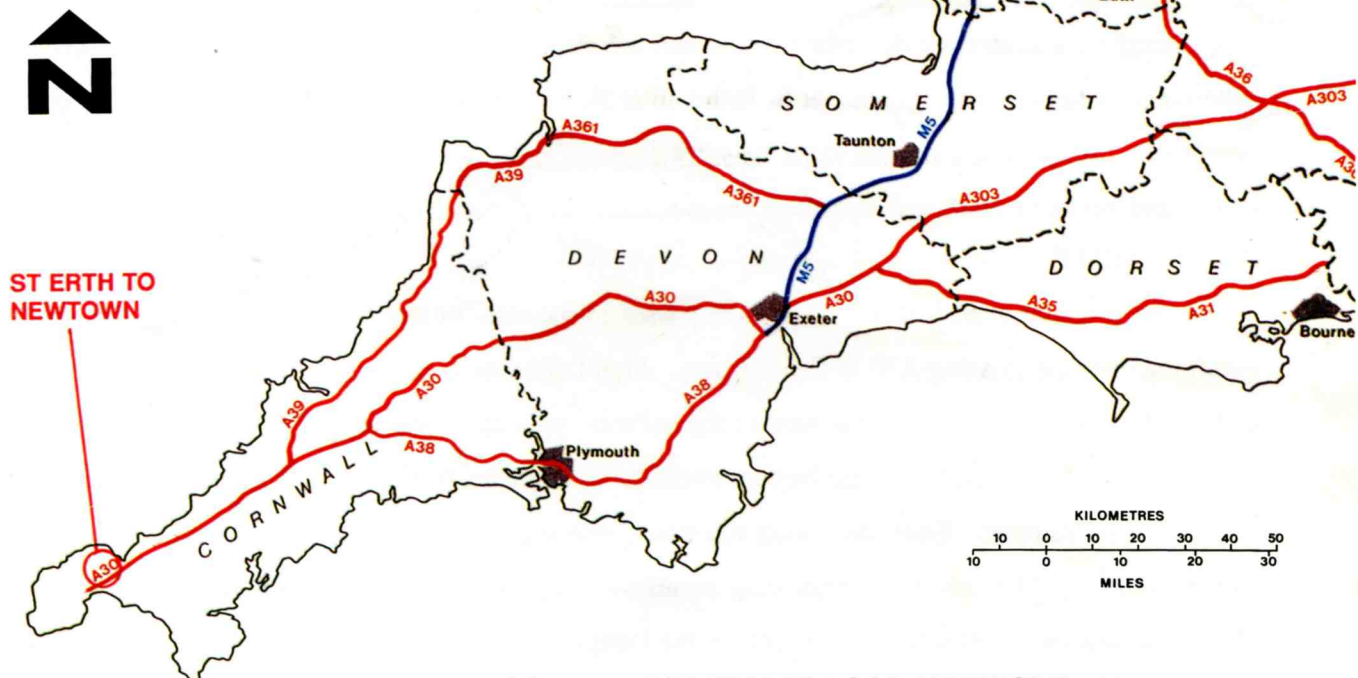 N
SOMERSET
A36
A303
Taunton
M5
A361
A39
A361
A303
DEVON
M5
DORSET
ST ERTH TO
NEWTOWN
A30
Exeter
A30
A35
A31
Bourne
A30
A38
A39
A38
Plymouth
CORNWALL
A30
KILOMETRES
10 0 10 20 30 40 50
10 0 10 20 30
MILES